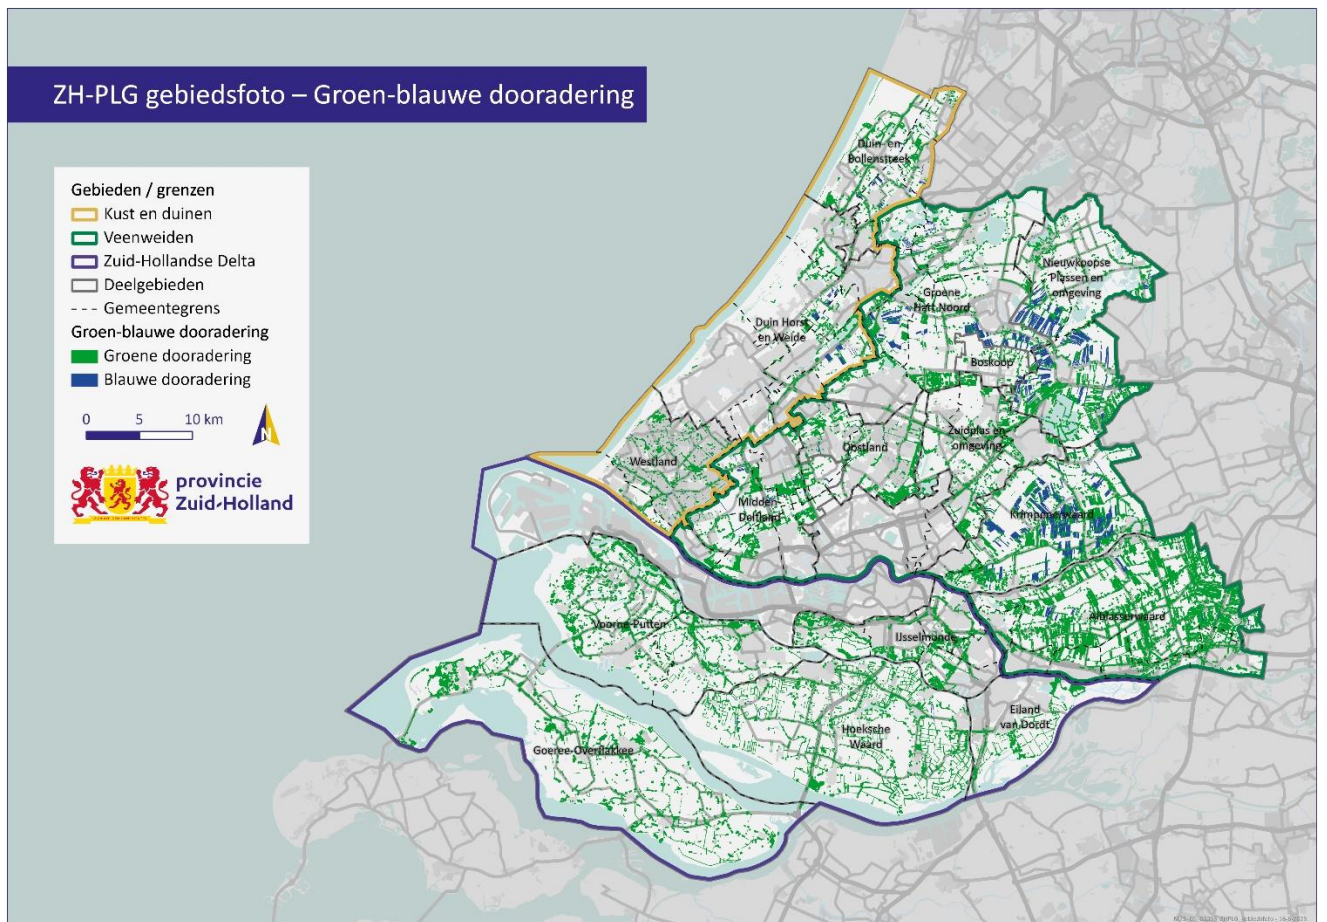 ZH-PLG gebiedsfoto – Groen-blauwe dooradering
Gebieden / grenzen
Kust en duinen
Veenweiden
Zuid-Hollandse Delta
Deelgebieden
Gemeentegrens
Groen-blauwe dooradering
Groene dooradering
Blauwe dooradering
0 5 10 km
N
provincie
Zuid-Holland
Duin- en
Bollenstreek
Nieuwkoopse
Plassen en
omgeving
Groene
Hart Noord
Duin Horst
en Weide
Boskoop
Zuidplas en
omgeving
Oostland
Westland
Midden-
Delfland
Krimpenerwaard
Alblasserwaard
Voorne-Putten
IJsselmonde
Eiland
van Dordt
Hoeksche
Waard
Goeree-Overflakkee